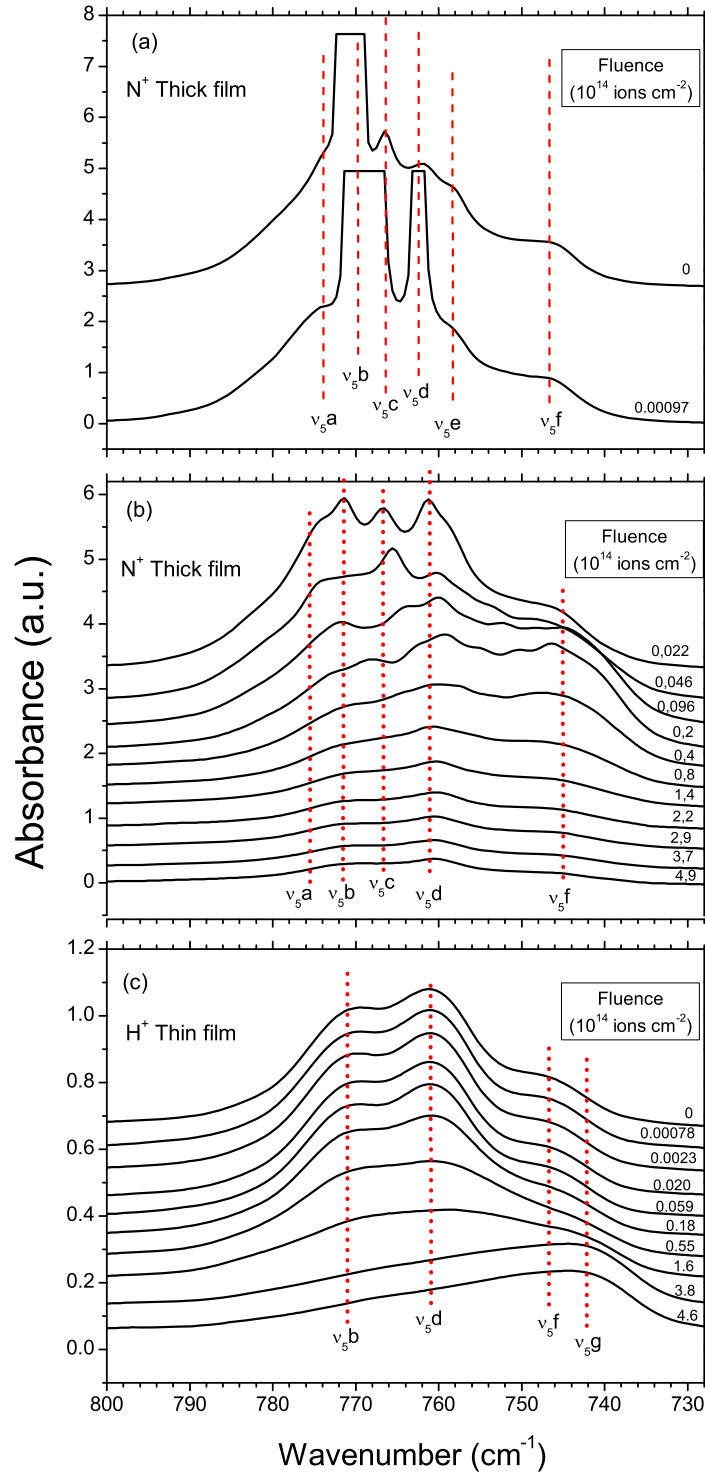 Absorbance (a.u.)
8
7
6
5
4
3
2
1
0
(a)
N+ Thick film
Fluence
(10^14 ions cm^-2)
0
0.00097
ν5a
ν5b
ν5c
ν5d
ν5e
ν5f
6
5
4
3
2
1
0
(b)
N+ Thick film
Fluence
(10^14 ions cm^-2)
0,022
0,046
0,096
0,2
0,4
0,8
1,4
2,2
2,9
3,7
4,9
ν5a
ν5b
ν5c
ν5d
ν5f
1.2
1.0
0.8
0.6
0.4
0.2
0.0
(c)
H+ Thin film
Fluence
(10^14 ions cm^-2)
0
0.00078
0.0023
0.020
0.059
0.18
0.55
1.6
3.8
4.6
ν5b
ν5d
ν5f
ν5g
800 790 780 770 760 750 740 730
Wavenumber (cm^-1)